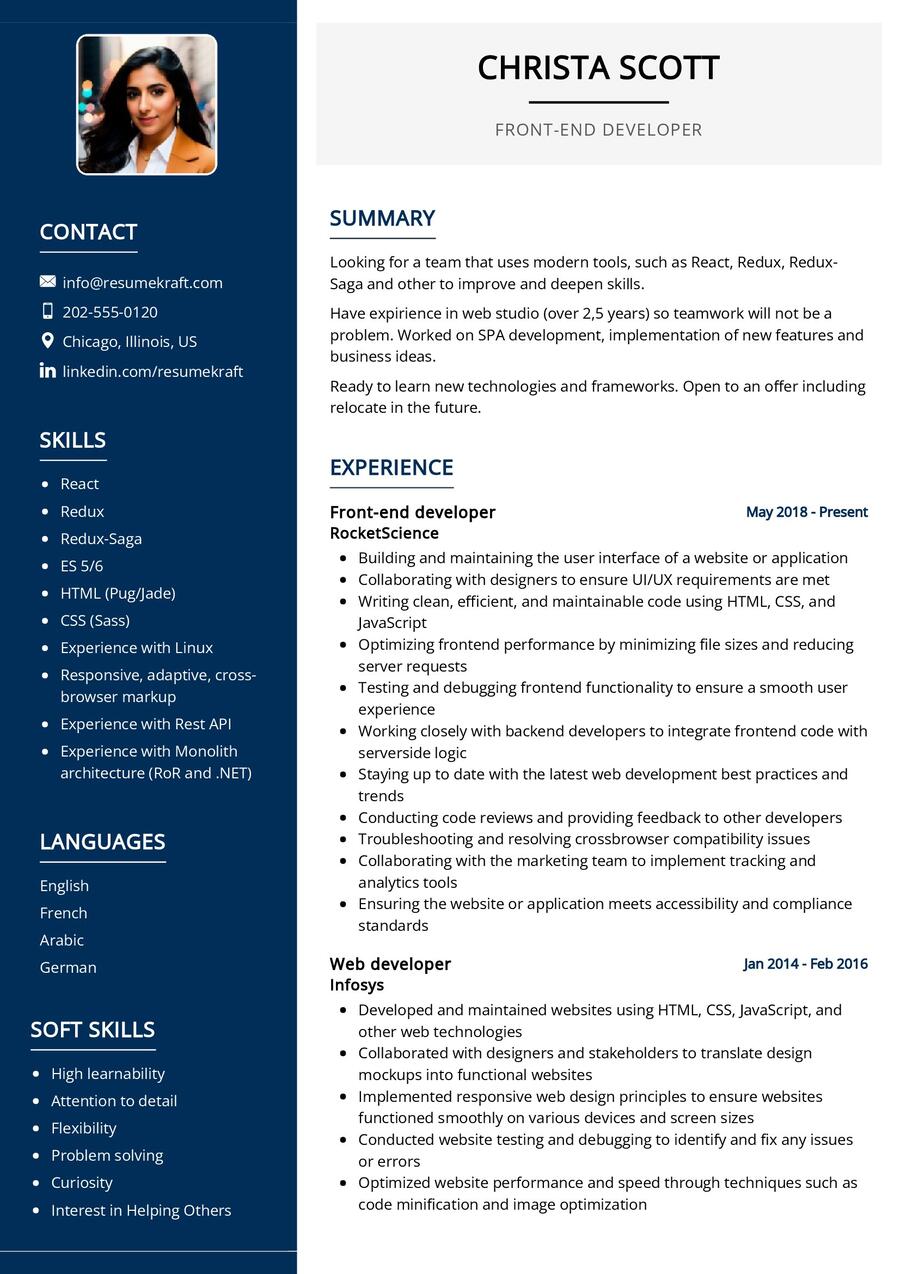 CONTACT
info@resumekraft.com
202-555-0120
Chicago, Illinois, US
linkedin.com/resumekraft
SKILLS
• React
• Redux
• Redux-Saga
• ES 5/6
• HTML (Pug/Jade)
• CSS (Sass)
• Experience with Linux
• Responsive, adaptive, cross-
browser markup
• Experience with Rest API
• Experience with Monolith
architecture (RoR and .NET)
LANGUAGES
English
French
Arabic
German
SOFT SKILLS
• High learnability
• Attention to detail
• Flexibility
• Problem solving
• Curiosity
• Interest in Helping Others
CHRISTA SCOTT
FRONT-END DEVELOPER
SUMMARY
Looking for a team that uses modern tools, such as React, Redux, Redux-
Saga and other to improve and deepen skills.
Have expirience in web studio (over 2,5 years) so teamwork will not be a
problem. Worked on SPA development, implementation of new features and
business ideas.
Ready to learn new technologies and frameworks. Open to an offer including
relocate in the future.
EXPERIENCE
Front-end developer May 2018 - Present
RocketScience
• Building and maintaining the user interface of a website or application
• Collaborating with designers to ensure UI/UX requirements are met
• Writing clean, efficient, and maintainable code using HTML, CSS, and
JavaScript
• Optimizing frontend performance by minimizing file sizes and reducing
server requests
• Testing and debugging frontend functionality to ensure a smooth user
experience
• Working closely with backend developers to integrate frontend code with
serverside logic
• Staying up to date with the latest web development best practices and
trends
• Conducting code reviews and providing feedback to other developers
• Troubleshooting and resolving crossbrowser compatibility issues
• Collaborating with the marketing team to implement tracking and
analytics tools
• Ensuring the website or application meets accessibility and compliance
standards
Web developer Jan 2014 - Feb 2016
Infosys
• Developed and maintained websites using HTML, CSS, JavaScript, and
other web technologies
• Collaborated with designers and stakeholders to translate design
mockups into functional websites
• Implemented responsive web design principles to ensure websites
functioned smoothly on various devices and screen sizes
• Conducted website testing and debugging to identify and fix any issues
or errors
• Optimized website performance and speed through techniques such as
code minification and image optimization